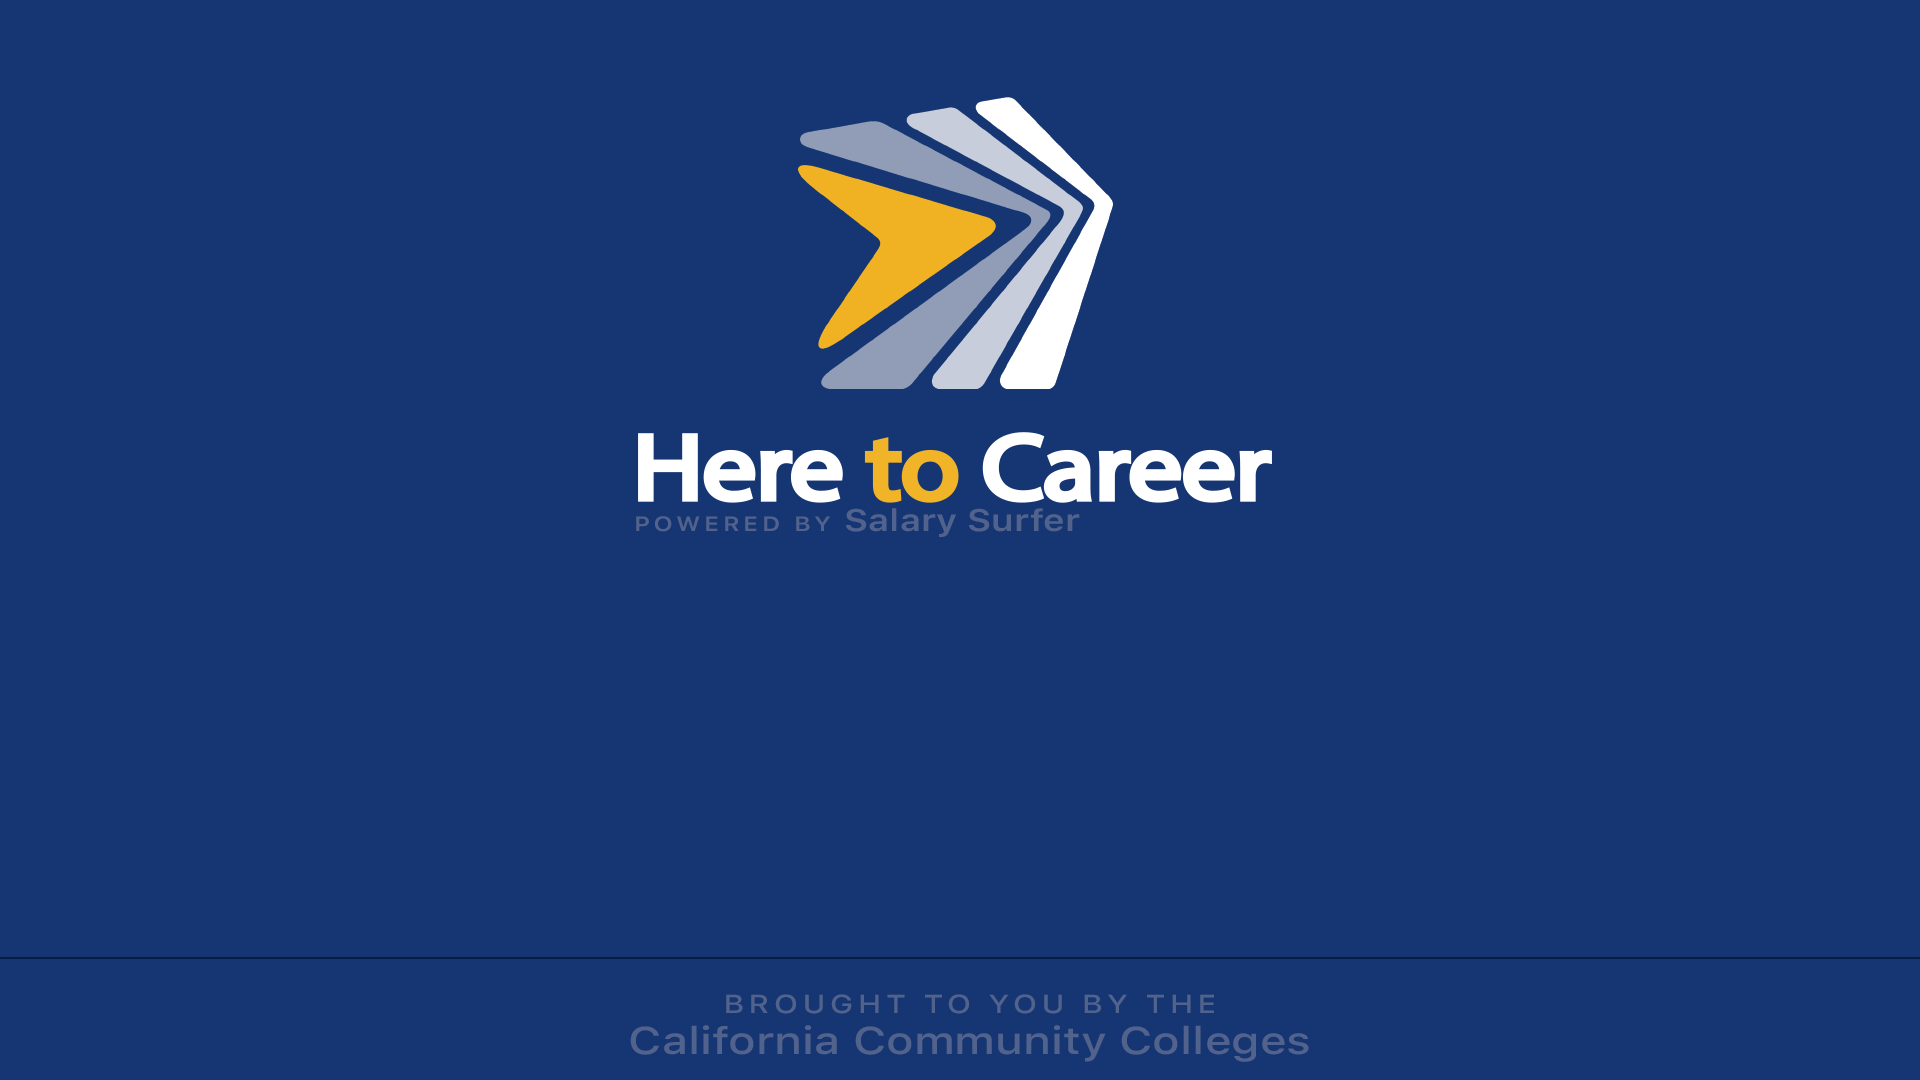 Here to Career
POWERED BY Salary Surfer
BROUGHT TO YOU BY THE
California Community Colleges